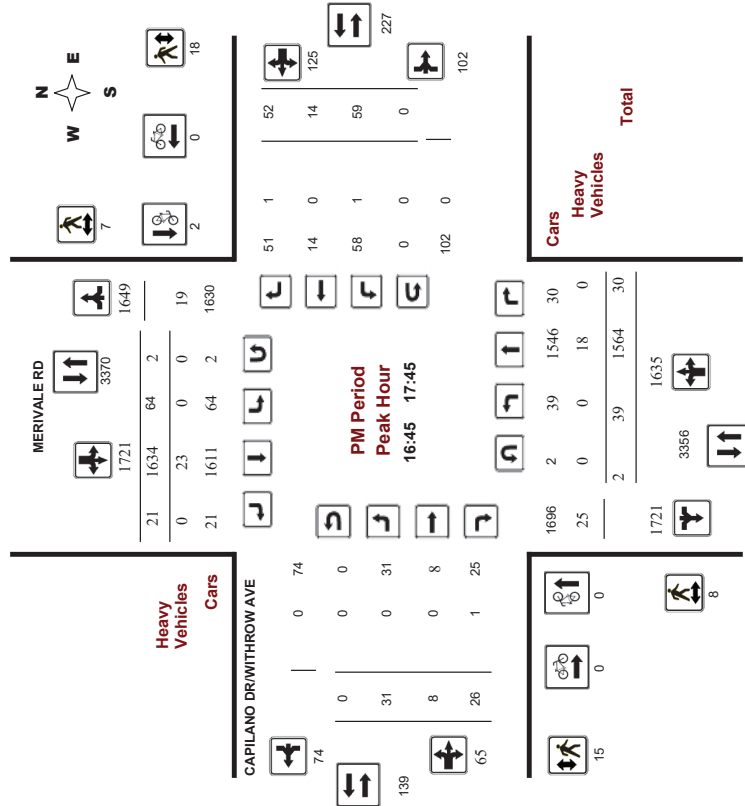 N
E
W
S
18
0
7
2
MERIVALE RD
3370
1721
1649
21 1634 64 2
0 23 0 0 19
21 1611 64 2 1630
Heavy
Vehicles
Cars
227
125
102
51 1 52
14 0 14
58 1 59
0 0 0
102 0
PM Period
Peak Hour
16:45 17:45
CAPILANO DR/WITHROW AVE
74
0 74
0 0 0
31 0 31
8 0 8
26 1 25
139
65
Cars
Heavy
Vehicles
Total
1696 2 39 1546 30
25 0 0 18 0
2 39 1564 30
1721
1635
3356
0
0
15
8